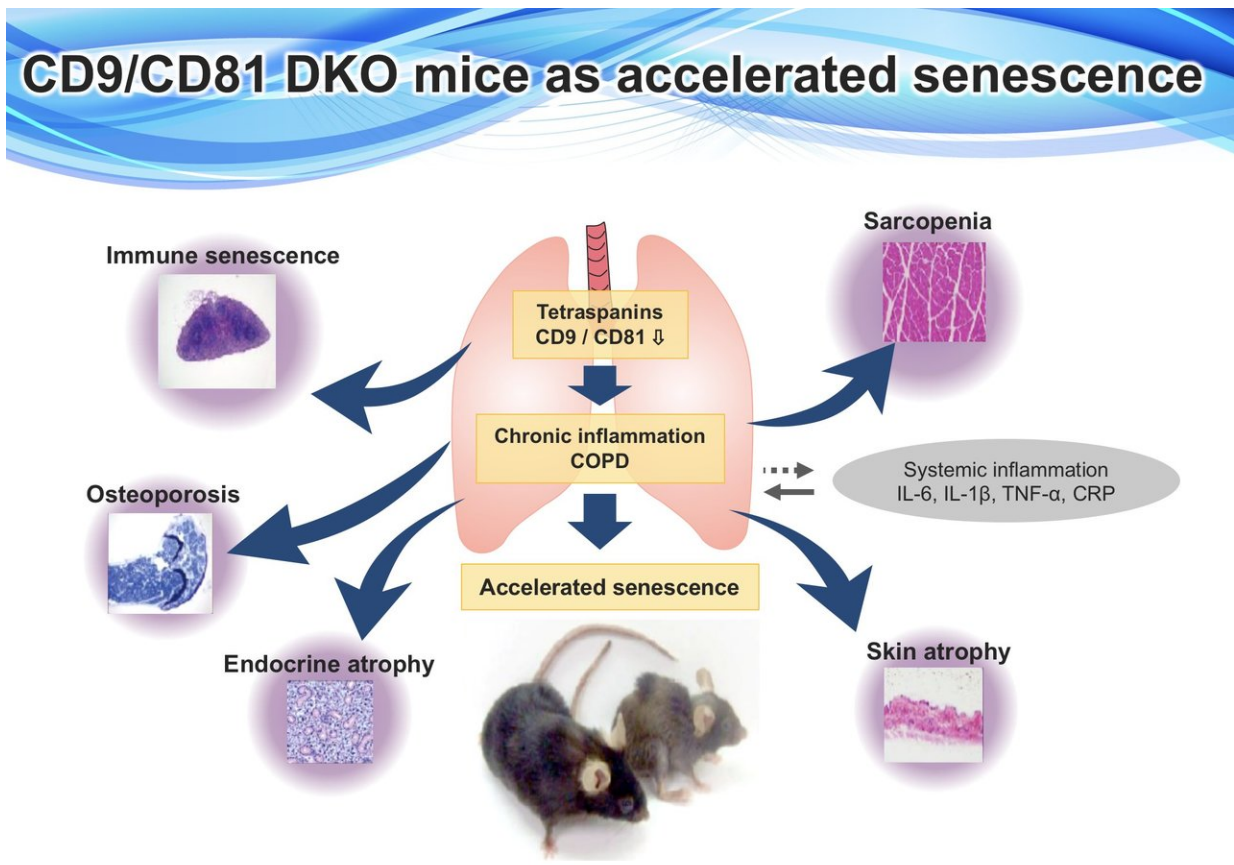 CD9/CD81 DKO mice as accelerated senescence
Immune senescence
Sarcopenia
Tetraspanins
CD9 / CD81 ⇩
Chronic inflammation
COPD
Systemic inflammation
IL-6, IL-1β, TNF-α, CRP
Osteoporosis
Accelerated senescence
Endocrine atrophy
Skin atrophy